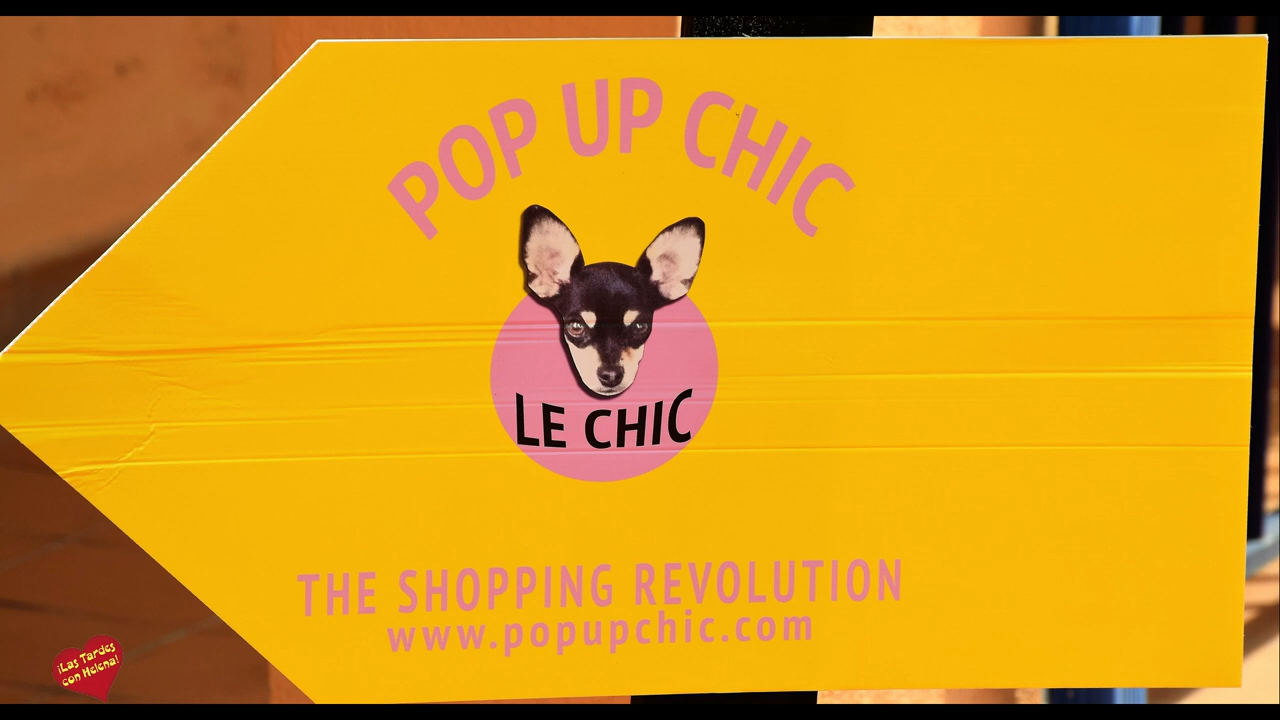 POP UP CHIC
LE CHIC
THE SHOPPING REVOLUTION
www.popupchic.com
¡Las Tardes
con Helena!